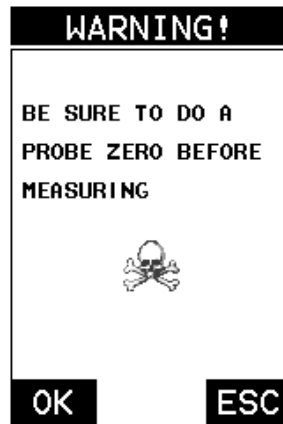 WARNING!
BE SURE TO DO A
PROBE ZERO BEFORE
MEASURING
OK ESC